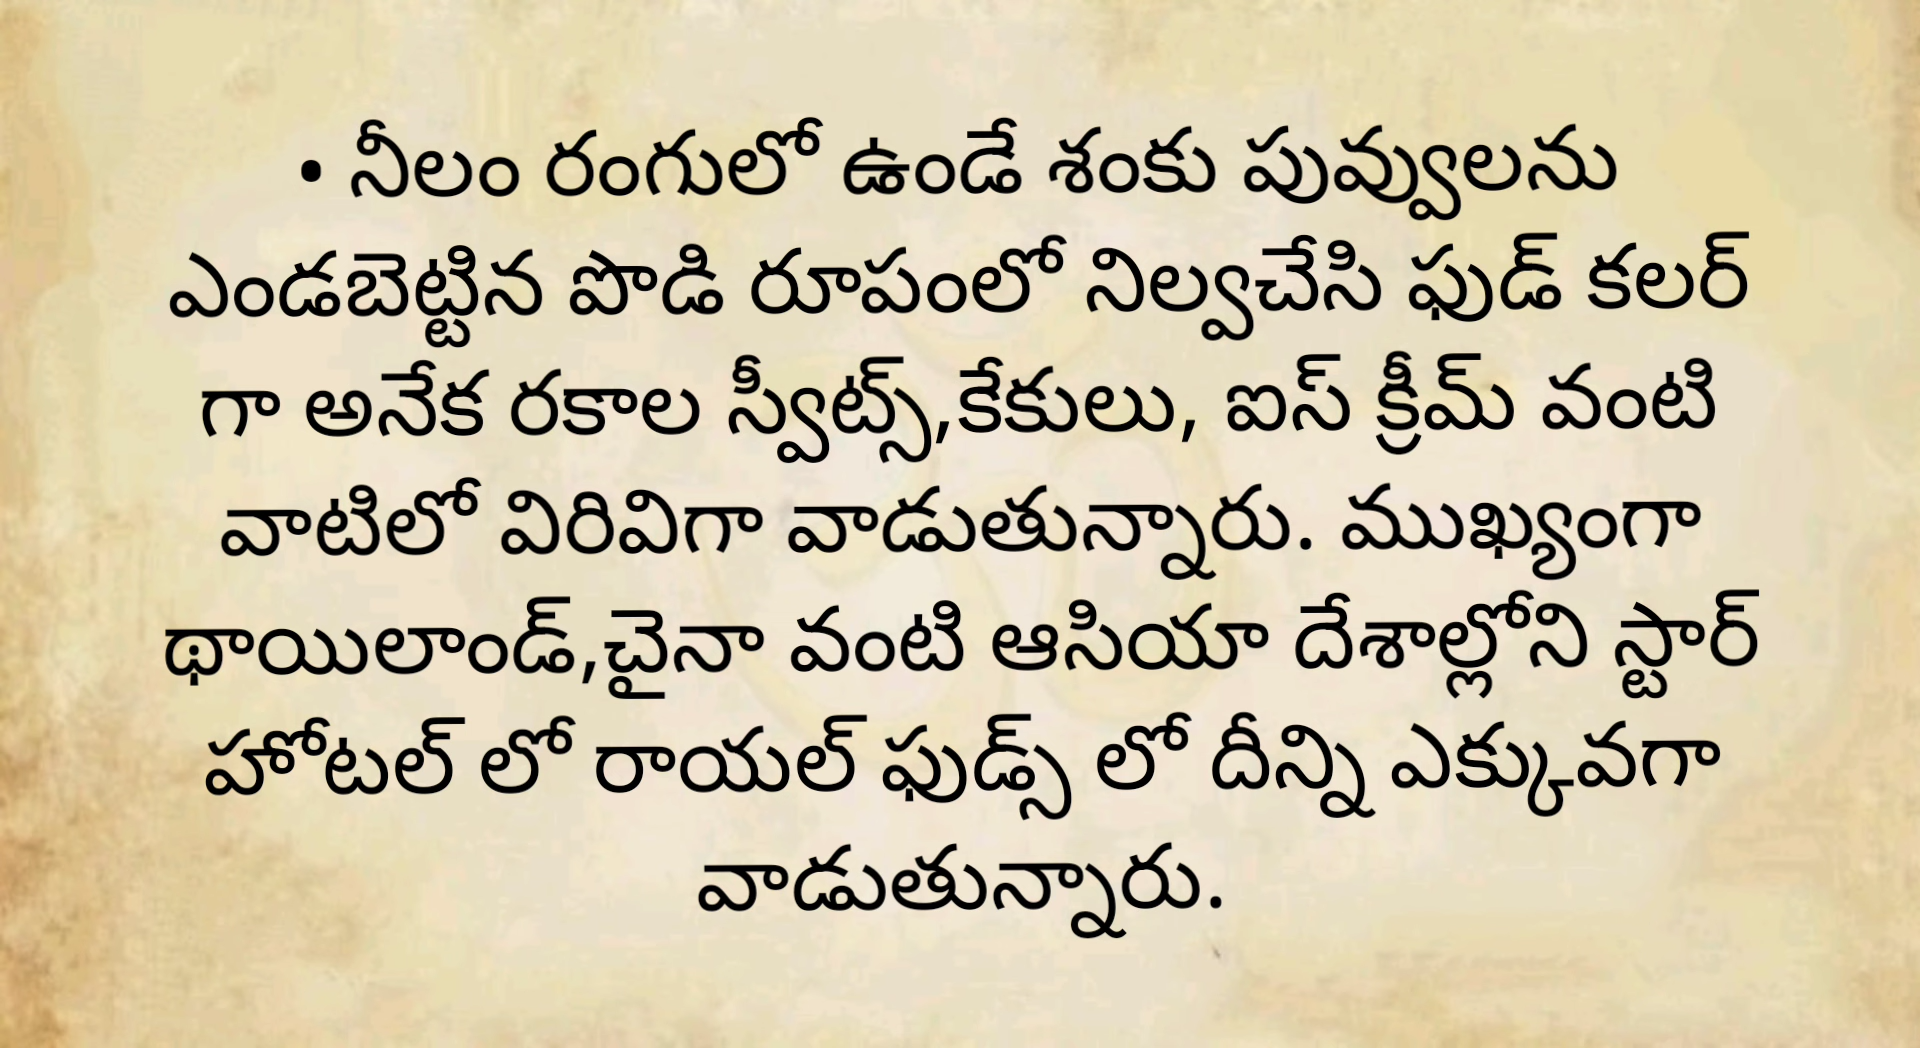 • నీలం రంగులో ఉండే శంకు పువ్వులను
ఎండబెట్టిన పొడి రూపంలో నిల్వచేసి ఫుడ్ కలర్
గా అనేక రకాల స్వీట్స్,కేకులు, ఐస్ క్రీమ్ వంటి
వాటిలో విరివిగా వాడుతున్నారు. ముఖ్యంగా
థాయిలాండ్,చైనా వంటి ఆసియా దేశాల్లోని స్టార్
హోటల్ లో రాయల్ ఫుడ్స్ లో దీన్ని ఎక్కువగా
వాడుతున్నారు.